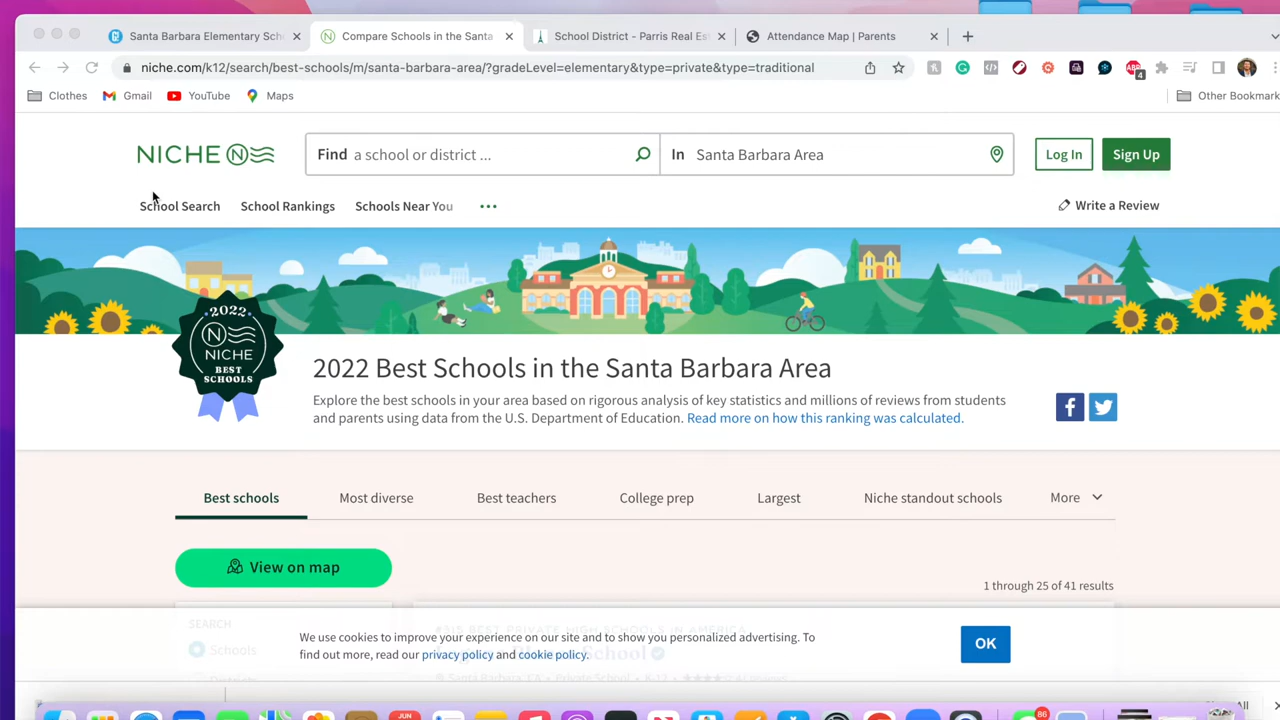 Santa Barbara Elementary Sch
Compare Schools in the Santa
School District - Parris Real Es
Attendance Map | Parents
niche.com/k12/search/best-schools/m/santa-barbara-area/?gradeLevel=elementary&type=private&type=traditional
ABP
4
Clothes
Gmail
YouTube
Maps
Other Bookmark
NICHE N
Find a school or district ...
In Santa Barbara Area
Log In
Sign Up
School Search
School Rankings
Schools Near You
Write a Review
2022
N
NICHE
BEST
SCHOOLS
2022 Best Schools in the Santa Barbara Area
Explore the best schools in your area based on rigorous analysis of key statistics and millions of reviews from students
and parents using data from the U.S. Department of Education. Read more on how this ranking was calculated.
Best schools
Most diverse
Best teachers
College prep
Largest
Niche standout schools
More
View on map
1 through 25 of 41 results
SEARCH
Schools
We use cookies to improve your experience on our site and to show you personalized advertising. To
find out more, read our privacy policy and cookie policy.
OK
JUN
86